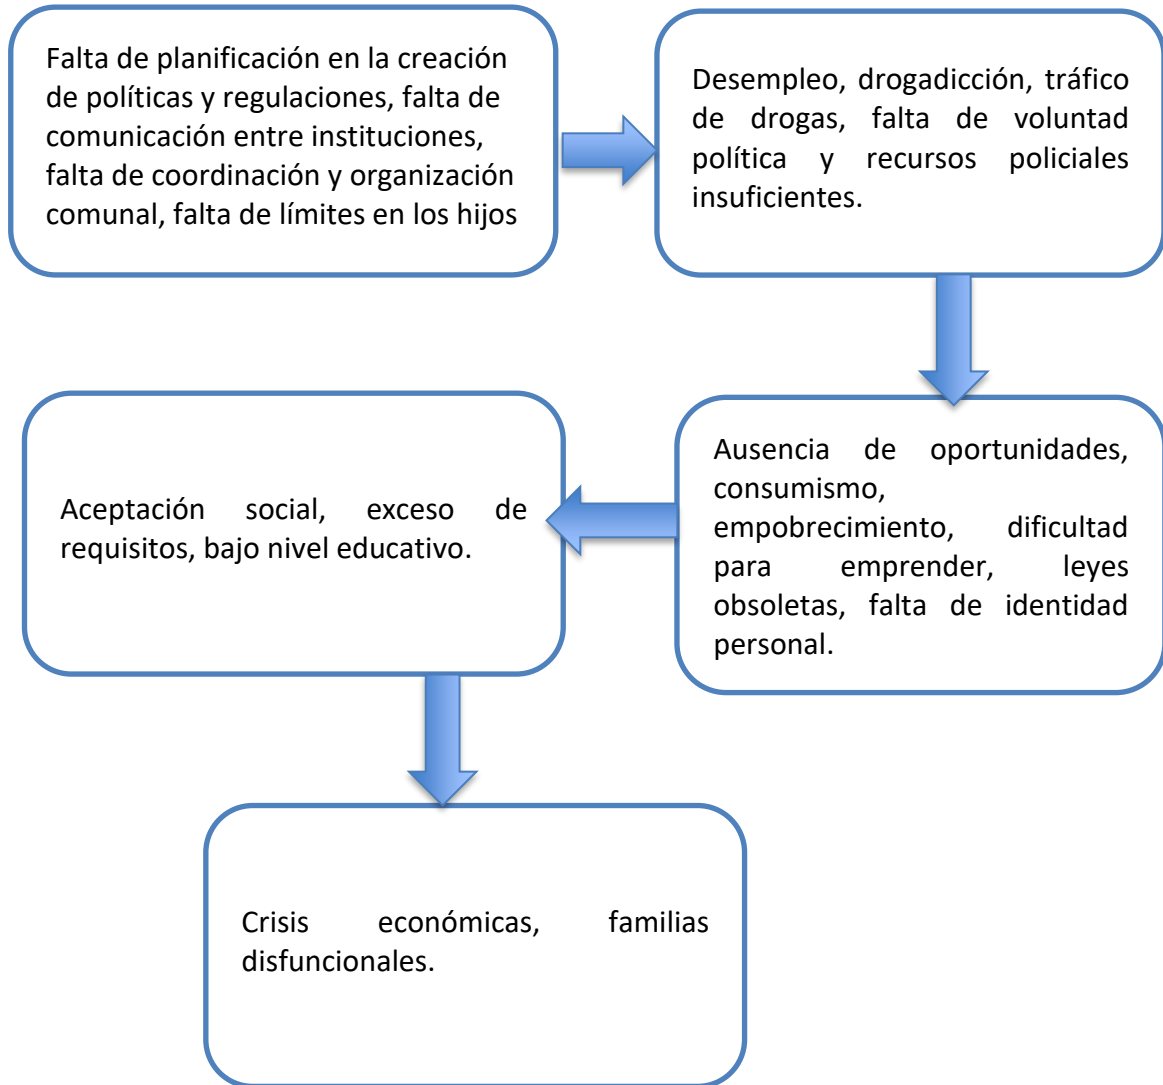 Falta de planificación en la creación
de políticas y regulaciones, falta de
comunicación entre instituciones,
falta de coordinación y organización
comunal, falta de límites en los hijos
Desempleo, drogadicción, tráfico
de drogas, falta de voluntad
política y recursos policiales
insuficientes.
Ausencia de oportunidades,
consumismo,
empobrecimiento, dificultad
para emprender, leyes
obsoletas, falta de identidad
personal.
Aceptación social, exceso de
requisitos, bajo nivel educativo.
Crisis económicas, familias
disfuncionales.